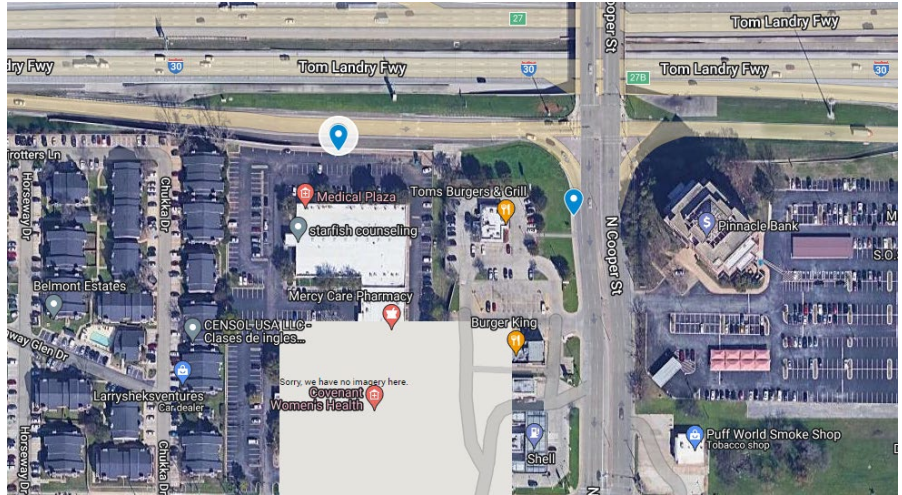 27
Tom Landry Fwy
N Cooper St
dry Fwy
30
Tom Landry Fwy
30
27B
Tom Landry Fwy
30
irotters Ln
Horseway Dr
Chukka Dr
Medical Plaza
Toms Burgers & Grill
starfish counseling
N Cooper St
$
Pinnacle Bank
M
S.O.S
Belmont Estates
Mercy Care Pharmacy
CENSOL-USA LLC -
Clases de ingles...
Burger King
way Glen Dr
Sorry, we have no imagery here.
Covenant
Women's Health
Larrysheksventures
Car dealer
Horseway Dr
Chukka Dr
Shell
Puff World Smoke Shop
Tobacco shop
D
N